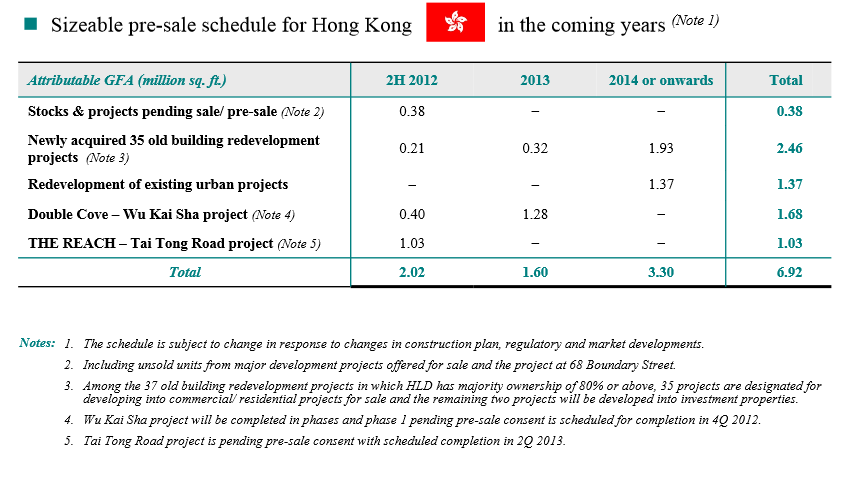 Sizeable pre-sale schedule for Hong Kong in the coming years (Note 1)
Attributable GFA (million sq. ft.) 2H 2012 2013 2014 or onwards Total
Stocks & projects pending sale/ pre-sale (Note 2) 0.38 – – 0.38
Newly acquired 35 old building redevelopment
projects (Note 3) 0.21 0.32 1.93 2.46
Redevelopment of existing urban projects – – 1.37 1.37
Double Cove – Wu Kai Sha project (Note 4) 0.40 1.28 – 1.68
THE REACH – Tai Tong Road project (Note 5) 1.03 – – 1.03
Total 2.02 1.60 3.30 6.92
Notes: 1. The schedule is subject to change in response to changes in construction plan, regulatory and market developments.
2. Including unsold units from major development projects offered for sale and the project at 68 Boundary Street.
3. Among the 37 old building redevelopment projects in which HLD has majority ownership of 80% or above, 35 projects are designated for
developing into commercial/ residential projects for sale and the remaining two projects will be developed into investment properties.
4. Wu Kai Sha project will be completed in phases and phase 1 pending pre-sale consent is scheduled for completion in 4Q 2012.
5. Tai Tong Road project is pending pre-sale consent with scheduled completion in 2Q 2013.